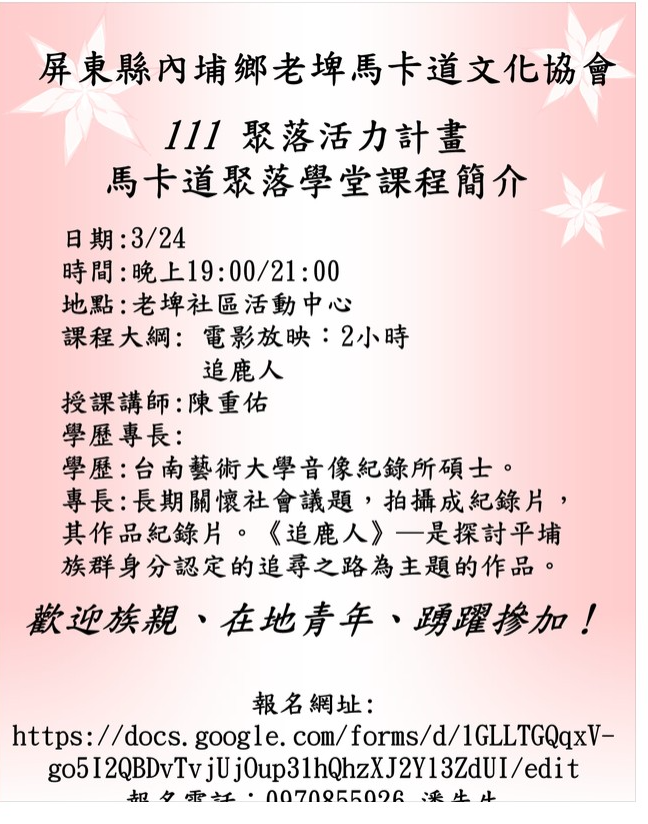 屏東縣內埔鄉老埤馬卡道文化協會
111 聚落活力計畫
馬卡道聚落學堂課程簡介
日期:3/24
時間:晚上19:00/21:00
地點:老埤社區活動中心
課程大綱: 電影放映：2小時
追鹿人
授課講師:陳重佑
學歷專長:
學歷:台南藝術大學音像紀錄所碩士。
專長:長期關懷社會議題，拍攝成紀錄片，
其作品紀錄片。《追鹿人》—是探討平埔
族群身分認定的追尋之路為主題的作品。
歡迎族親、在地青年、踴躍摻加！
報名網址:
https://docs.google.com/forms/d/1GLLTGQqxV-
go5I2QBDvTvjUjOup31hQhzXJ2Y13ZdUI/edit
報名電話：0970855926 潘先生